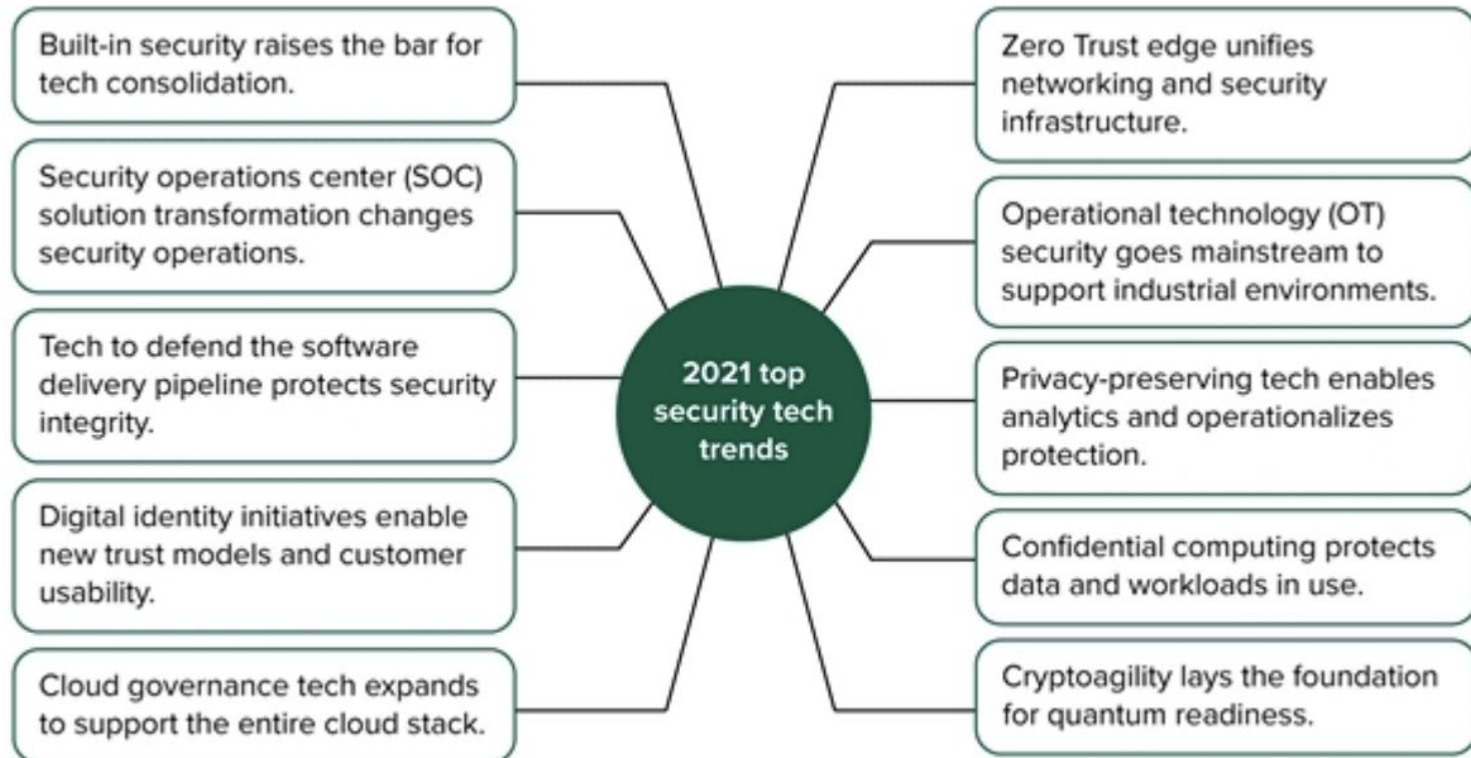 Built-in security raises the bar for
tech consolidation.
Security operations center (SOC)
solution transformation changes
security operations.
Tech to defend the software
delivery pipeline protects security
integrity.
Digital identity initiatives enable
new trust models and customer
usability.
Cloud governance tech expands
to support the entire cloud stack.
2021 top
security tech
trends
Zero Trust edge unifies
networking and security
infrastructure.
Operational technology (OT)
security goes mainstream to
support industrial environments.
Privacy-preserving tech enables
analytics and operationalizes
protection.
Confidential computing protects
data and workloads in use.
Cryptoagility lays the foundation
for quantum readiness.